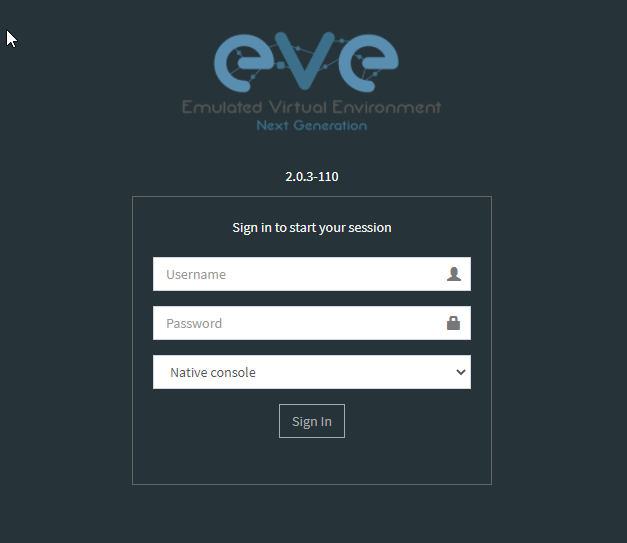 eve
Emulated Virtual Environment
Next Generation
2.0.3-110
Sign in to start your session
Username
Password
Native console
Sign In